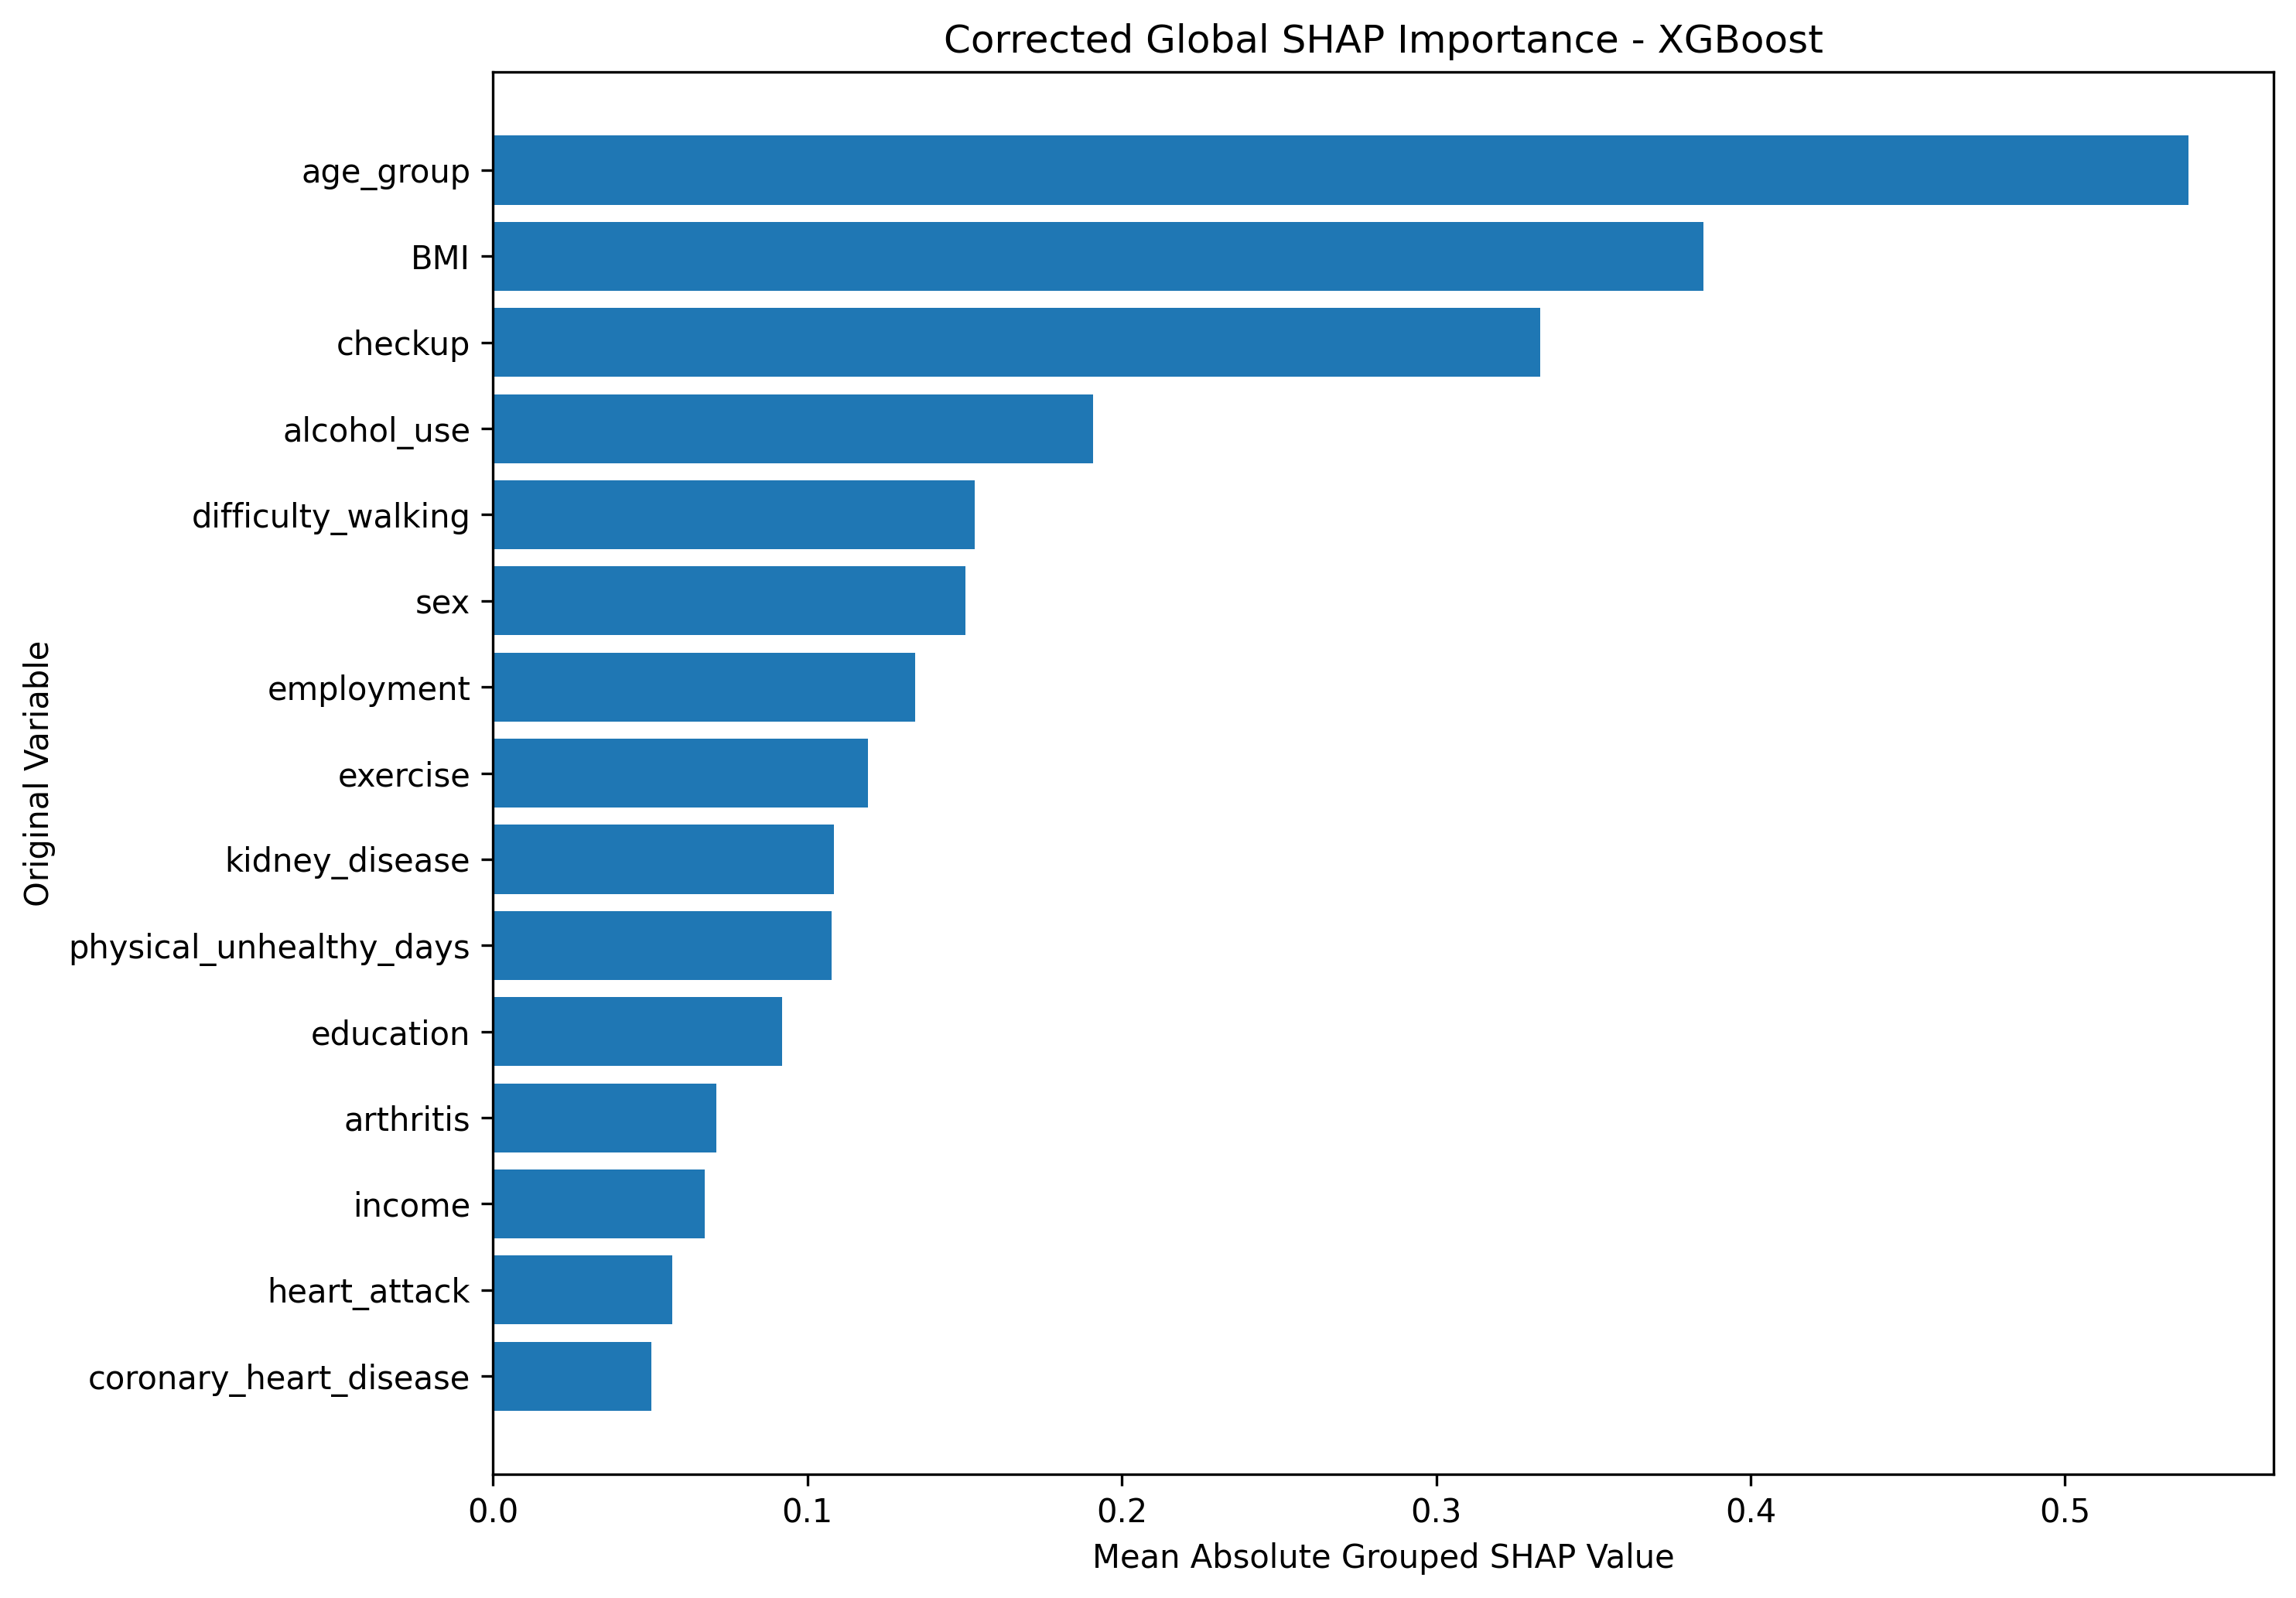 Corrected Global SHAP Importance - XGBoost
age_group
BMI
checkup
alcohol_use
difficulty_walking
sex
employment
exercise
kidney_disease
physical_unhealthy_days
education
arthritis
income
heart_attack
coronary_heart_disease
Original Variable
0.0 0.1 0.2 0.3 0.4 0.5
Mean Absolute Grouped SHAP Value